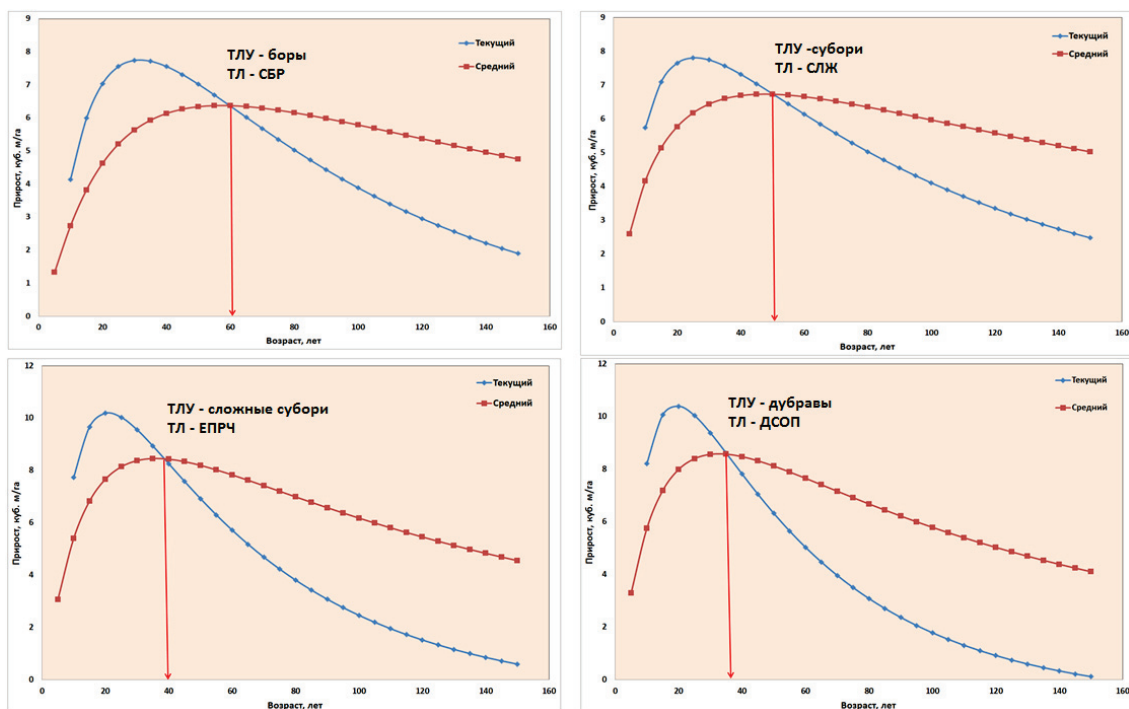 ТЛУ - боры
ТЛ - СБР
Текущий
Средний
Прирост, куб. м/га
9
8
7
6
5
4
3
2
1
0
0 20 40 60 80 100 120 140 160
Возраст, лет
ТЛУ -субори
ТЛ - СЛЖ
Текущий
Средний
Прирост, куб. м/га
9
8
7
6
5
4
3
2
1
0
0 20 40 60 80 100 120 140 160
Возраст, лет
ТЛУ - сложные субори
ТЛ - ЕПРЧ
Текущий
Средний
Прирост, куб. м/га
12
10
8
6
4
2
0
0 20 40 60 80 100 120 140 160
Возраст, лет
ТЛУ - дубравы
ТЛ - ДСОП
Текущий
Средний
Прирост, куб. м/га
12
10
8
6
4
2
0
0 20 40 60 80 100 120 140 160
Возраст, лет